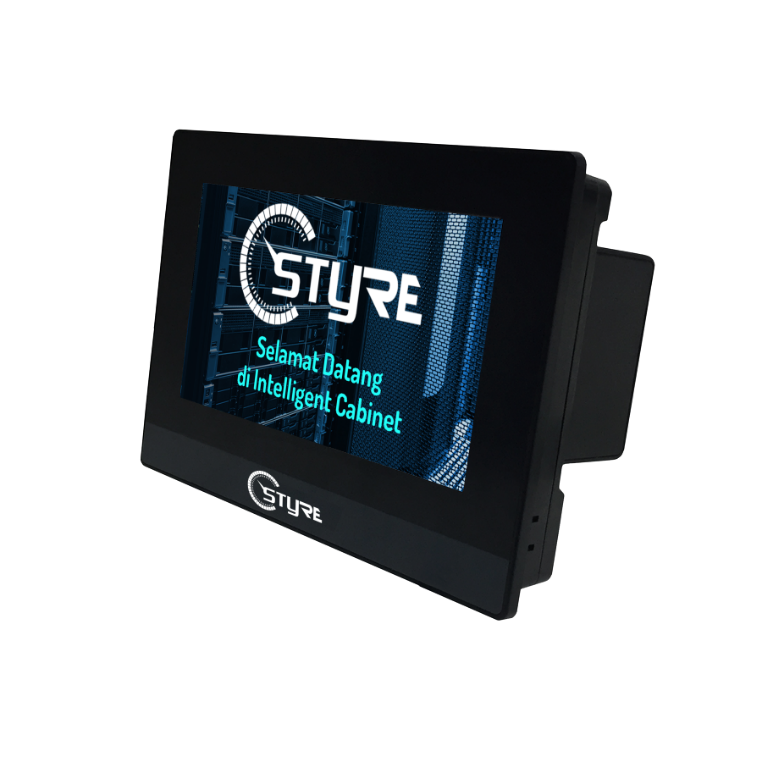 STYRE
Selamat Datang
di Intelligent Cabinet
STYRE